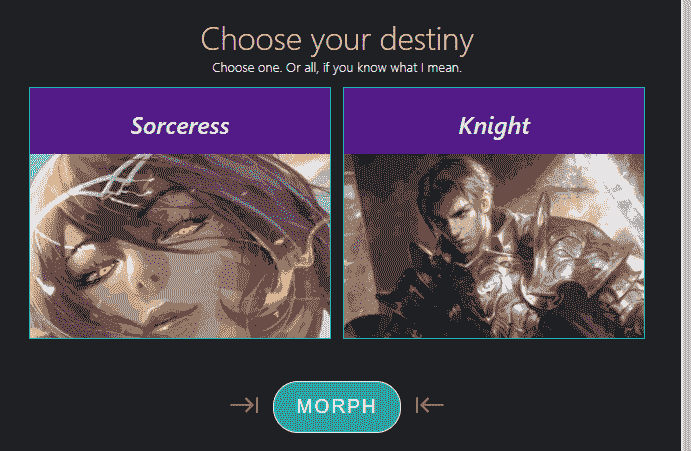 Choose your destiny
Choose one. Or all, if you know what I mean.
Sorceress
Knight
MORPH